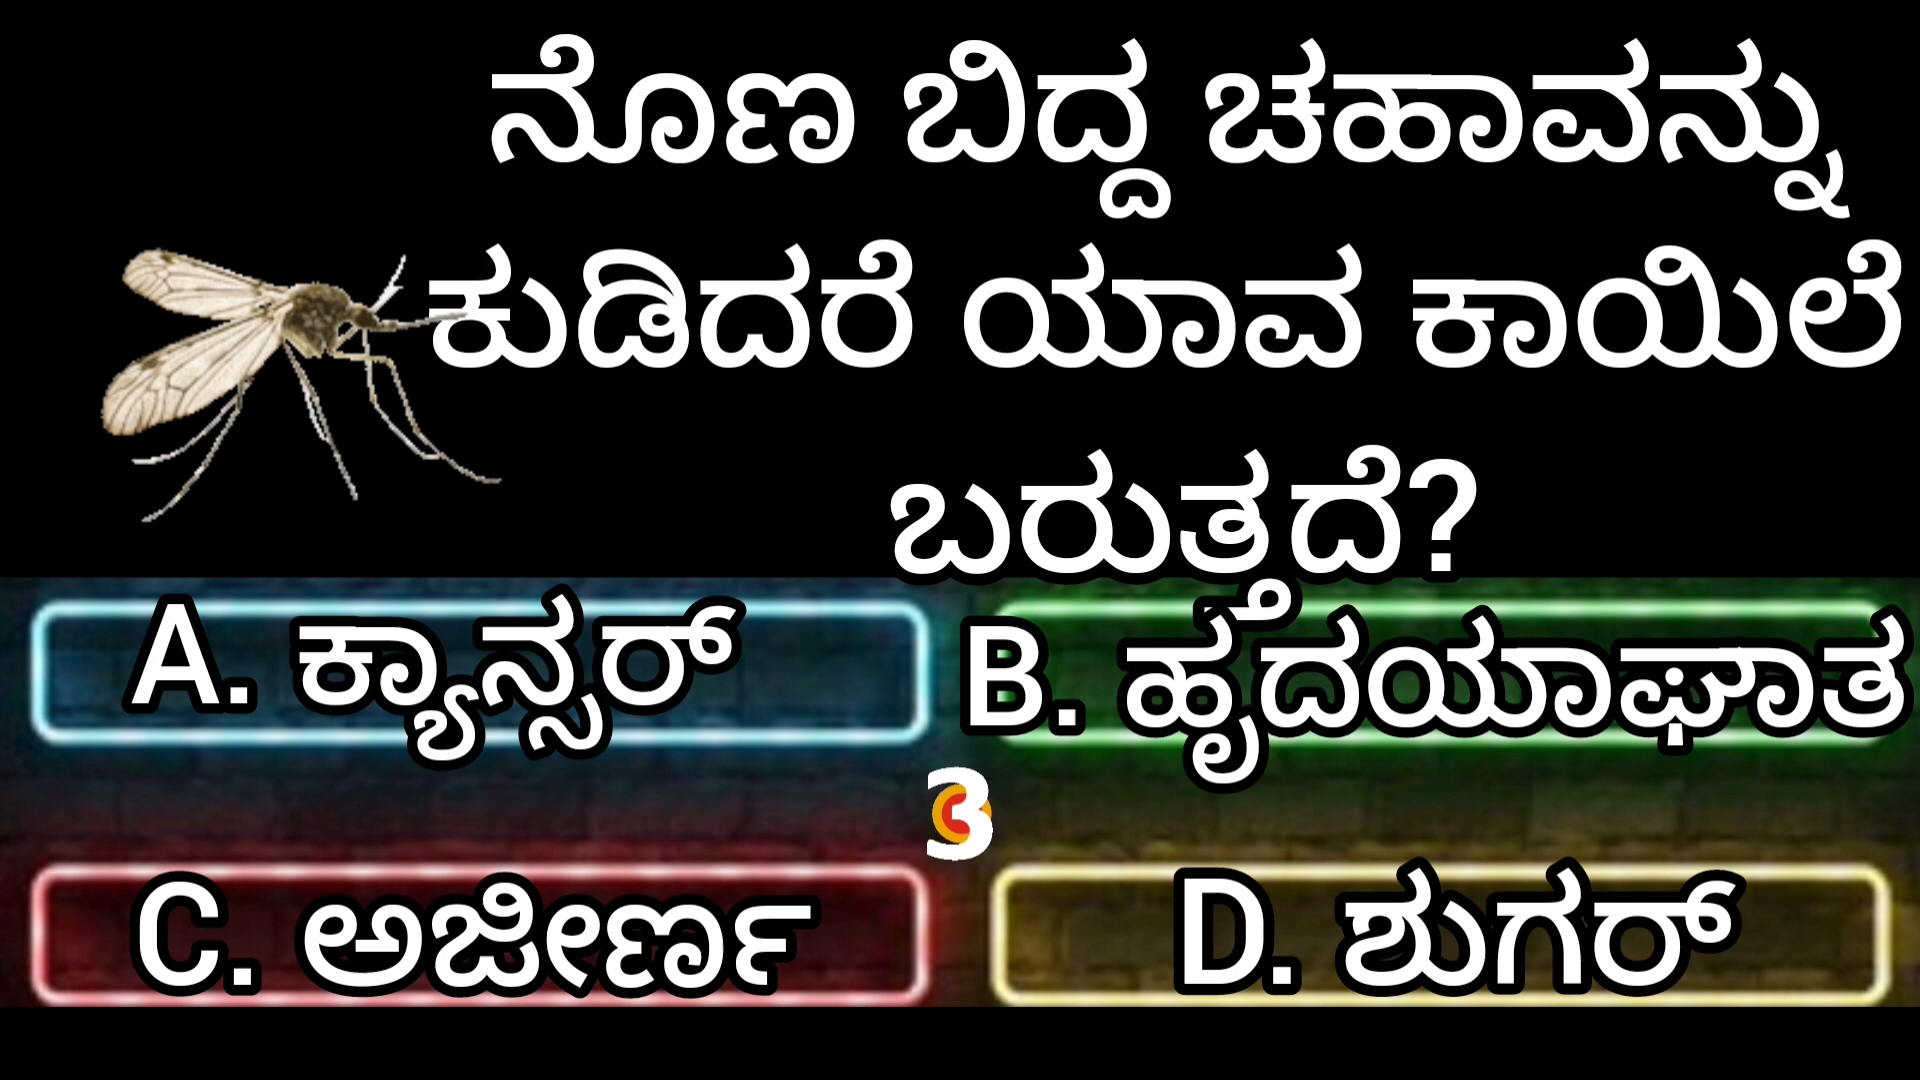 ನೊಣ ಬಿದ್ದ ಚಹಾವನ್ನು
ಕುಡಿದರೆ ಯಾವ ಕಾಯಿಲೆ
ಬರುತ್ತದೆ?
A. ಕ್ಯಾನ್ಸರ್
B. ಹೃದಯಾಘಾತ
3
C. ಅಜೀರ್ಣ
D. ಶುಗರ್